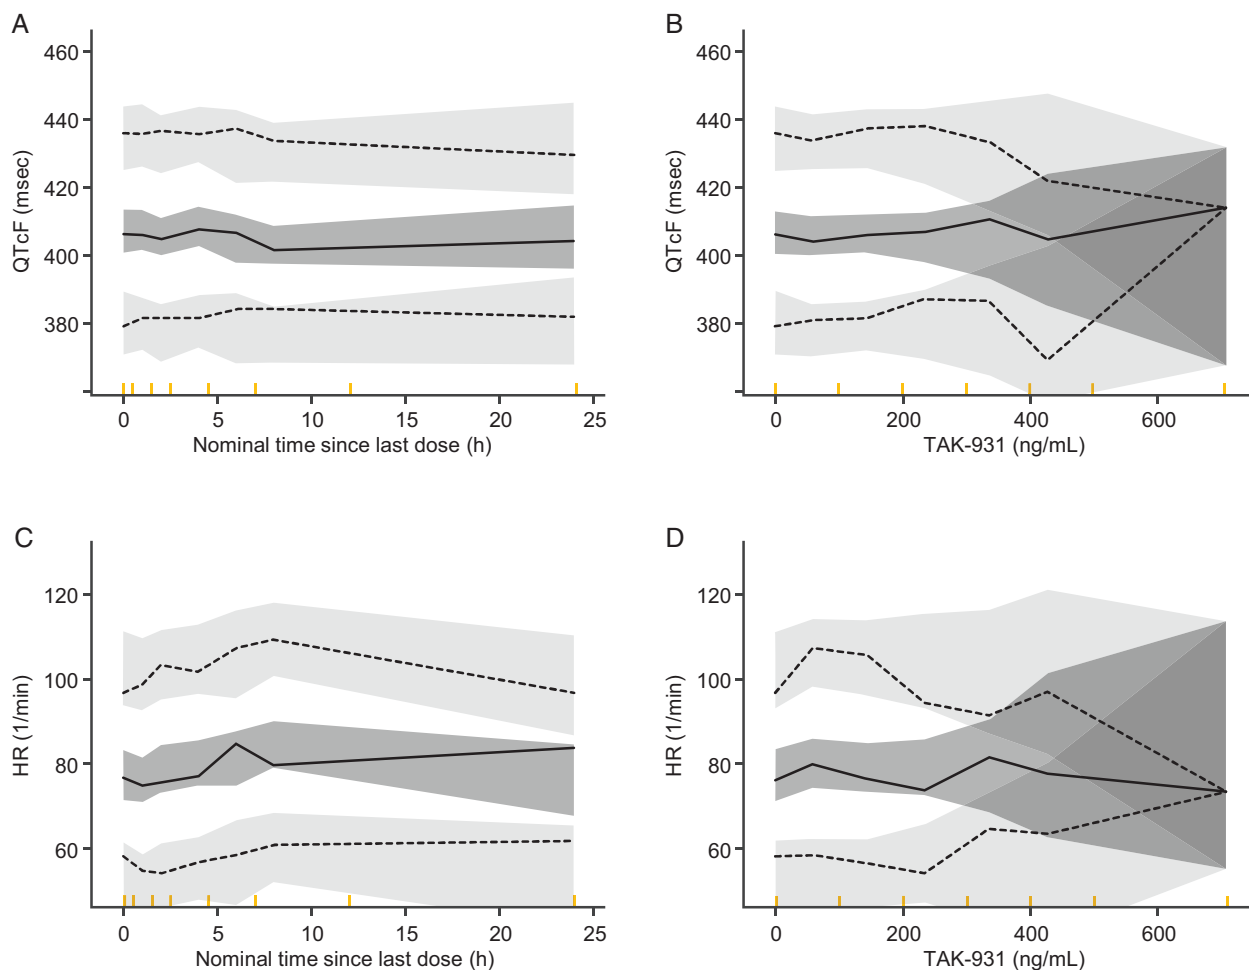 A
QTcF (msec)
460
440
420
400
380
0 5 10 15 20 25
Nominal time since last dose (h)
B
QTcF (msec)
460
440
420
400
380
0 200 400 600
TAK-931 (ng/mL)
C
HR (1/min)
120
100
80
60
0 5 10 15 20 25
Nominal time since last dose (h)
D
HR (1/min)
120
100
80
60
0 200 400 600
TAK-931 (ng/mL)